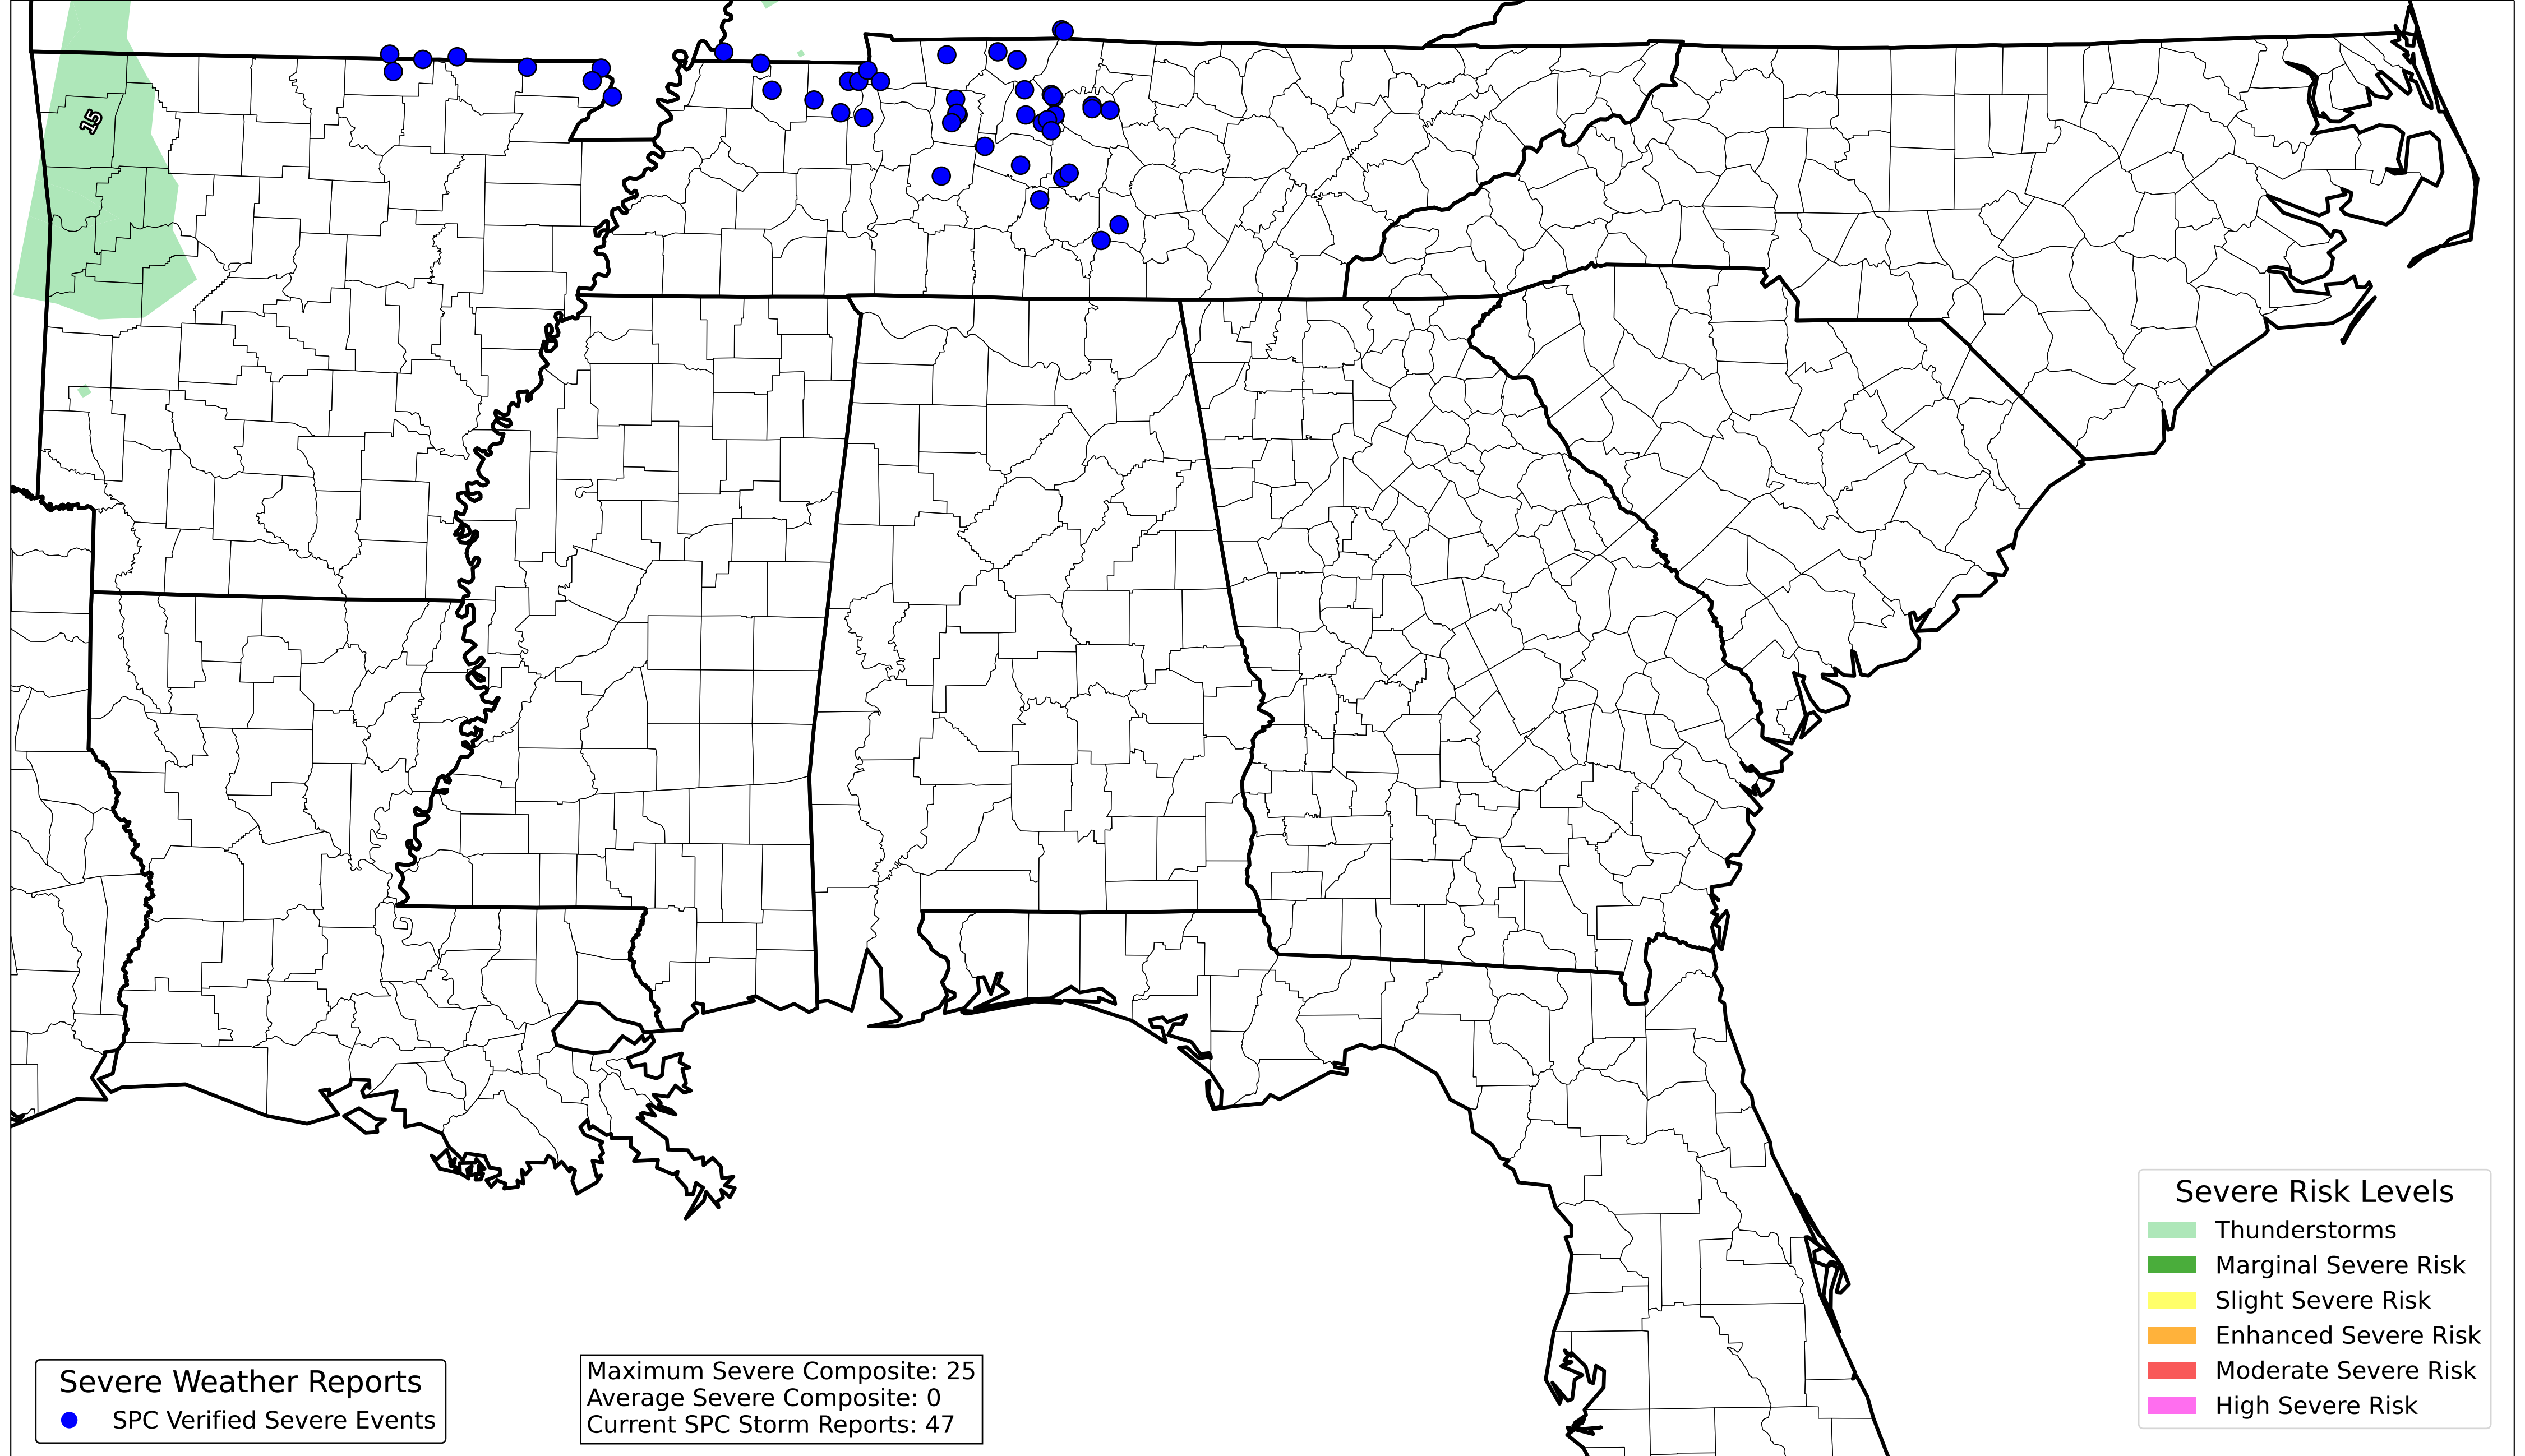 15
Severe Weather Reports
SPC Verified Severe Events
Maximum Severe Composite: 25
Average Severe Composite: 0
Current SPC Storm Reports: 47
Severe Risk Levels
Thunderstorms
Marginal Severe Risk
Slight Severe Risk
Enhanced Severe Risk
Moderate Severe Risk
High Severe Risk